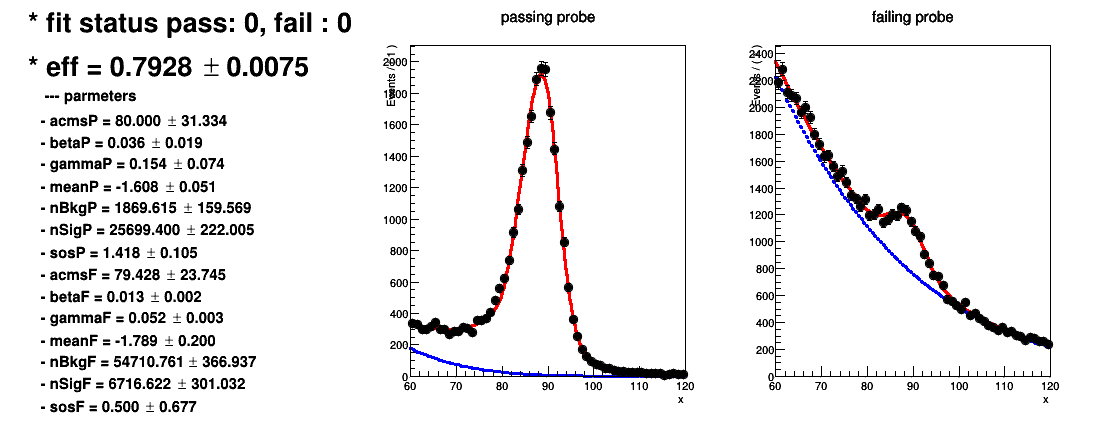 * fit status pass: 0, fail : 0
* eff = 0.7928 ± 0.0075
--- parmeters
- acmsP = 80.000 ± 31.334
- betaP = 0.036 ± 0.019
- gammaP = 0.154 ± 0.074
- meanP = -1.608 ± 0.051
- nBkgP = 1869.615 ± 159.569
- nSigP = 25699.400 ± 222.005
- sosP = 1.418 ± 0.105
- acmsF = 79.428 ± 23.745
- betaF = 0.013 ± 0.002
- gammaF = 0.052 ± 0.003
- meanF = -1.789 ± 0.200
- nBkgF = 54710.761 ± 366.937
- nSigF = 6716.622 ± 301.032
- sosF = 0.500 ± 0.677
passing probe
Events / ( 1 )
2000
1800
1600
1400
1200
1000
800
600
400
200
0
60 70 80 90 100 110 120
x
failing probe
Events / ( 1 )
2400
2200
2000
1800
1600
1400
1200
1000
800
600
400
200
0
60 70 80 90 100 110 120
x